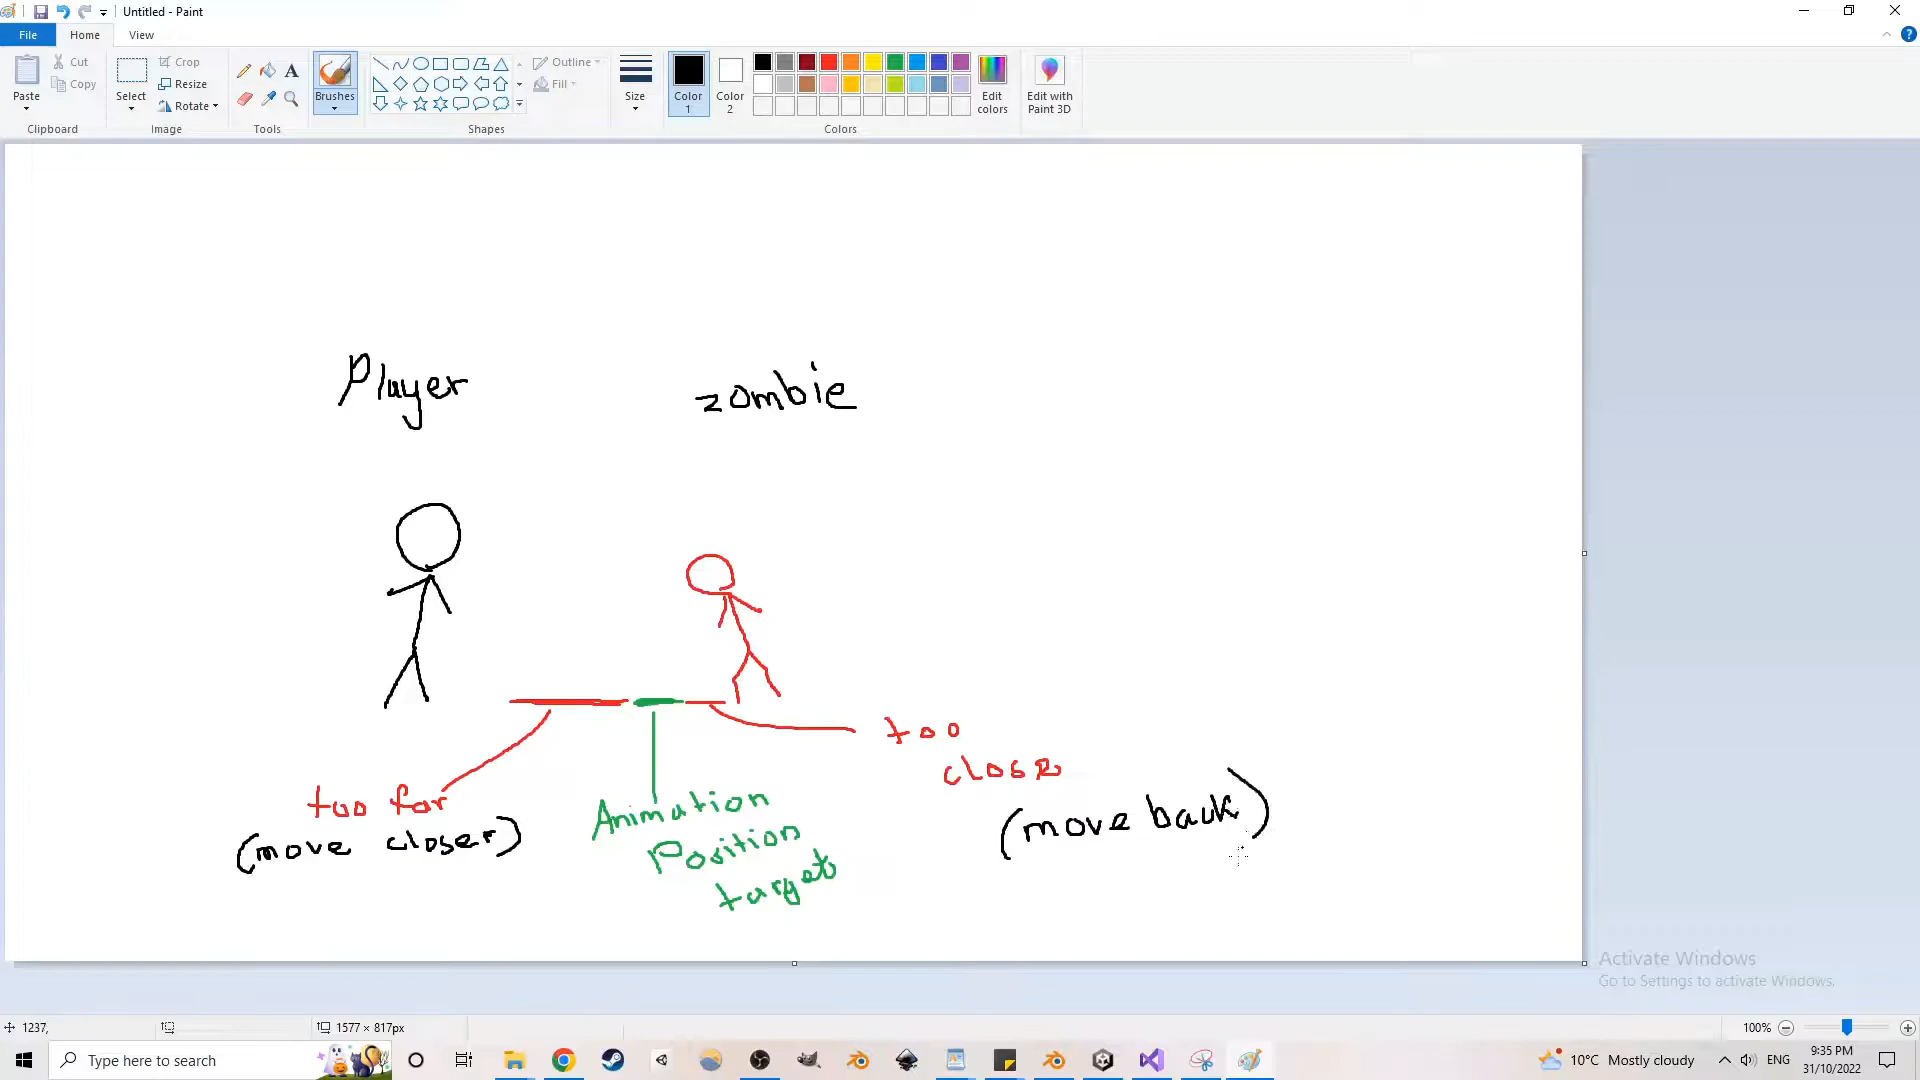 Untitled - Paint
File Home View
Paste
Cut
Copy
Clipboard
Select
Crop
Resize
Rotate
Image
Tools
Brushes
Shapes
Outline
Fill
Size
Color 1
Color 2
Edit colors
Colors
Edit with Paint 3D
Player
zombie
too far
(move closer)
Animation
Position
target
too
close
(move back)
Activate Windows
Go to Settings to activate Windows.
1237,
1577 × 817px
100%
Type here to search
10°C Mostly cloudy
ENG
9:35 PM
31/10/2022